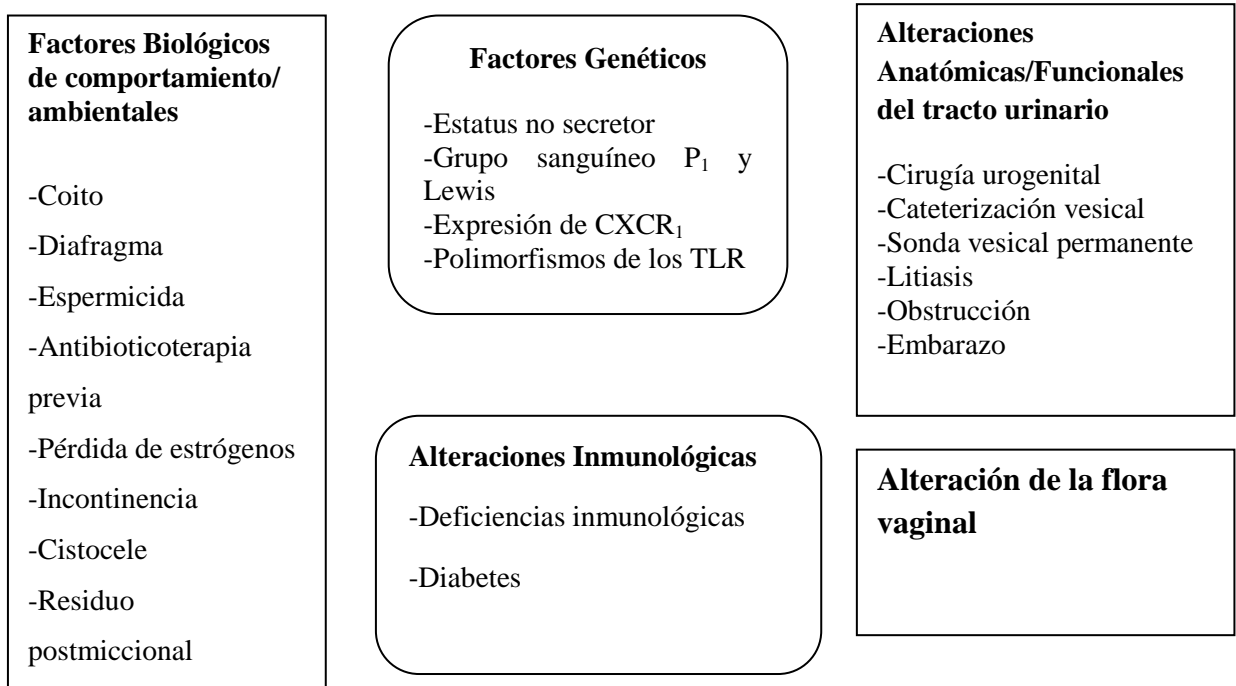 Factores Biológicos
de comportamiento/
ambientales
-Coito
-Diafragma
-Espermicida
-Antibioticoterapia
previa
-Pérdida de estrógenos
-Incontinencia
-Cistocele
-Residuo
postmiccional
Factores Genéticos
-Estatus no secretor
-Grupo sanguíneo P₁ y
Lewis
-Expresión de CXCR₁
-Polimorfismos de los TLR
Alteraciones Inmunológicas
-Deficiencias inmunológicas
-Diabetes
Alteraciones
Anatómicas/Funcionales
del tracto urinario
-Cirugía urogenital
-Cateterización vesical
-Sonda vesical permanente
-Litiasis
-Obstrucción
-Embarazo
Alteración de la flora
vaginal